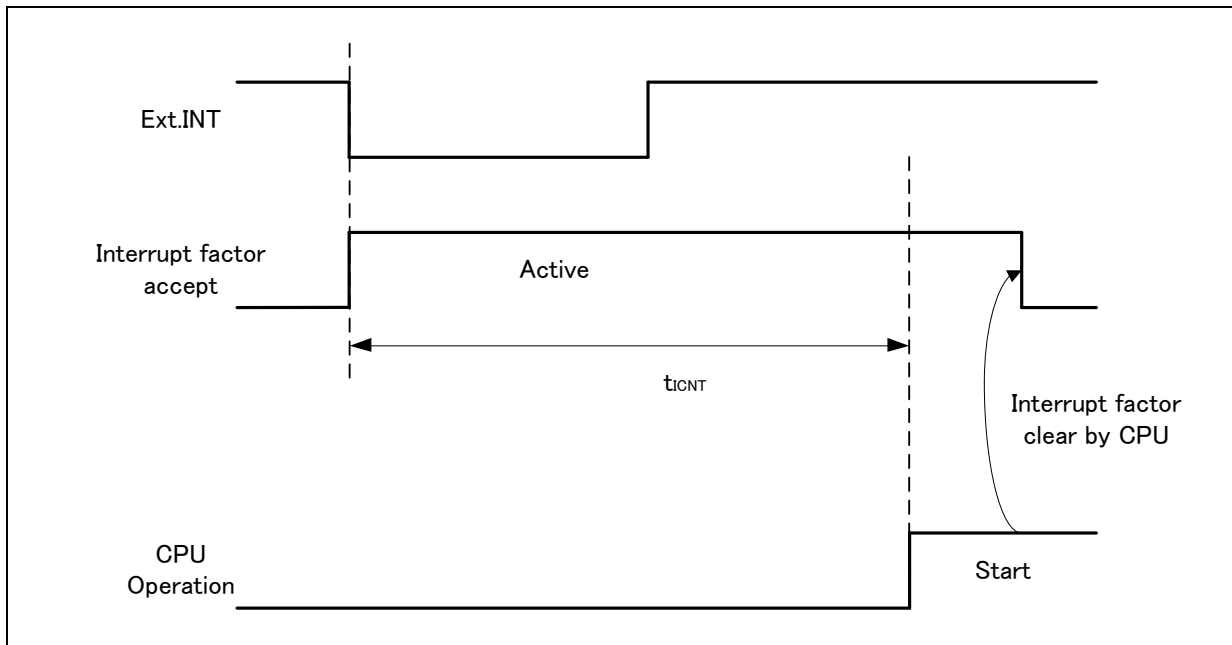 Ext.INT
Interrupt factor
accept
Active
tICNT
Interrupt factor
clear by CPU
CPU
Operation
Start